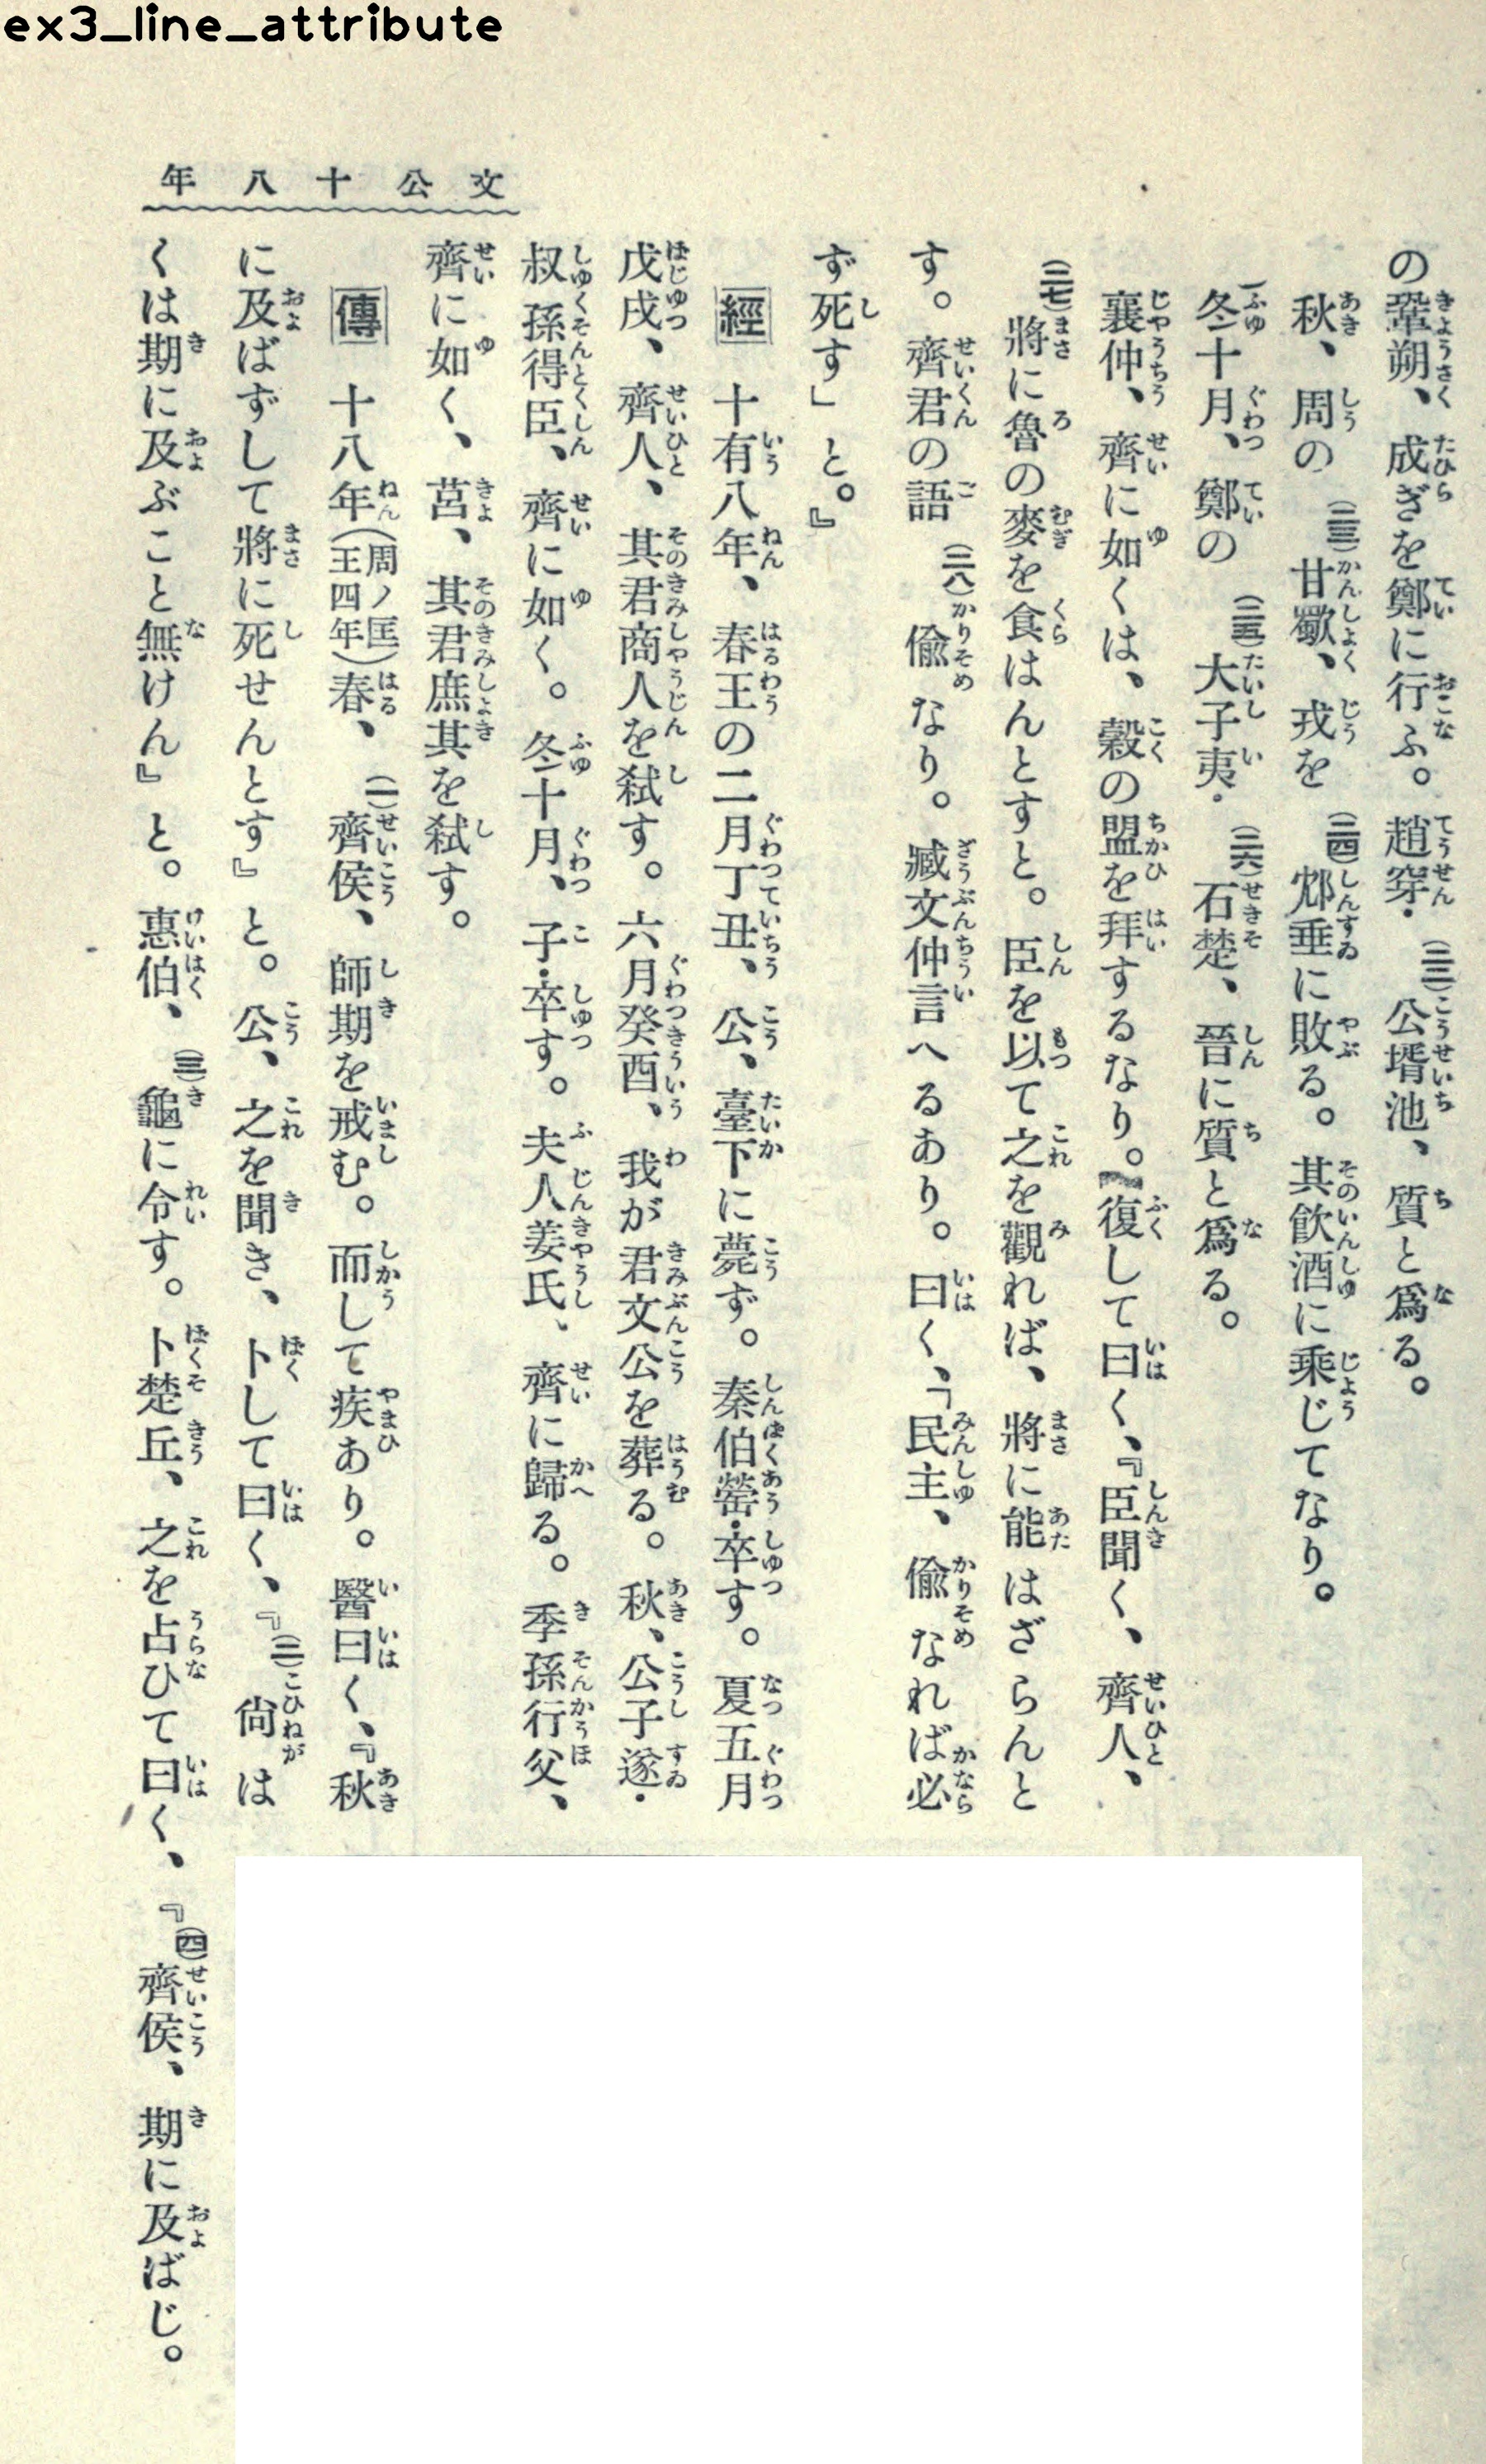 ex3_line_attribute
文公十八年
の鞏朔、成ぎを鄭に行ふ。趙穿・(二二)公壻池、質と爲る。
秋、周の(二三)甘歜、戎を(二四)邥垂に敗る。其飮酒に乘じてなり。
冬十月、鄭の(二五)大子夷・(二六)石楚、晉に質と爲る。
襄仲、齊に如くは、穀の盟を拜するなり。復して曰く、『臣聞く、齊人、
(二七)將に魯の麥を食はんとすと。臣を以て之を觀れば、將に能はざらんと
す。齊君の語(二八)偸なり。臧文仲言へるあり。曰く、「民主、偸なれば必
ず死す」と。』
經 十有八年、春王の二月丁丑、公、臺下に薨ず。秦伯罃・卒す。夏五月
戊戌、齊人、其君商人を弑す。六月癸酉、我が君文公を葬る。秋、公子遂・
叔孫得臣、齊に如く。冬十月、子・卒す。夫人姜氏、齊に歸る。季孫行父、
齊に如く、莒、其君庶其を弑す。
傳 十八年(周ノ匡王四年)春、(一)齊侯、師期を戒む。而して疾あり。醫曰く、『秋
に及ばずして將に死せんとす』と。公、之を聞き、卜して曰く、『(二)尙はくは期に及ぶこと無けん』と。惠伯、(三)龜に令す。卜楚丘、之を占ひて曰く、『(四)齊侯、期に及ばじ。